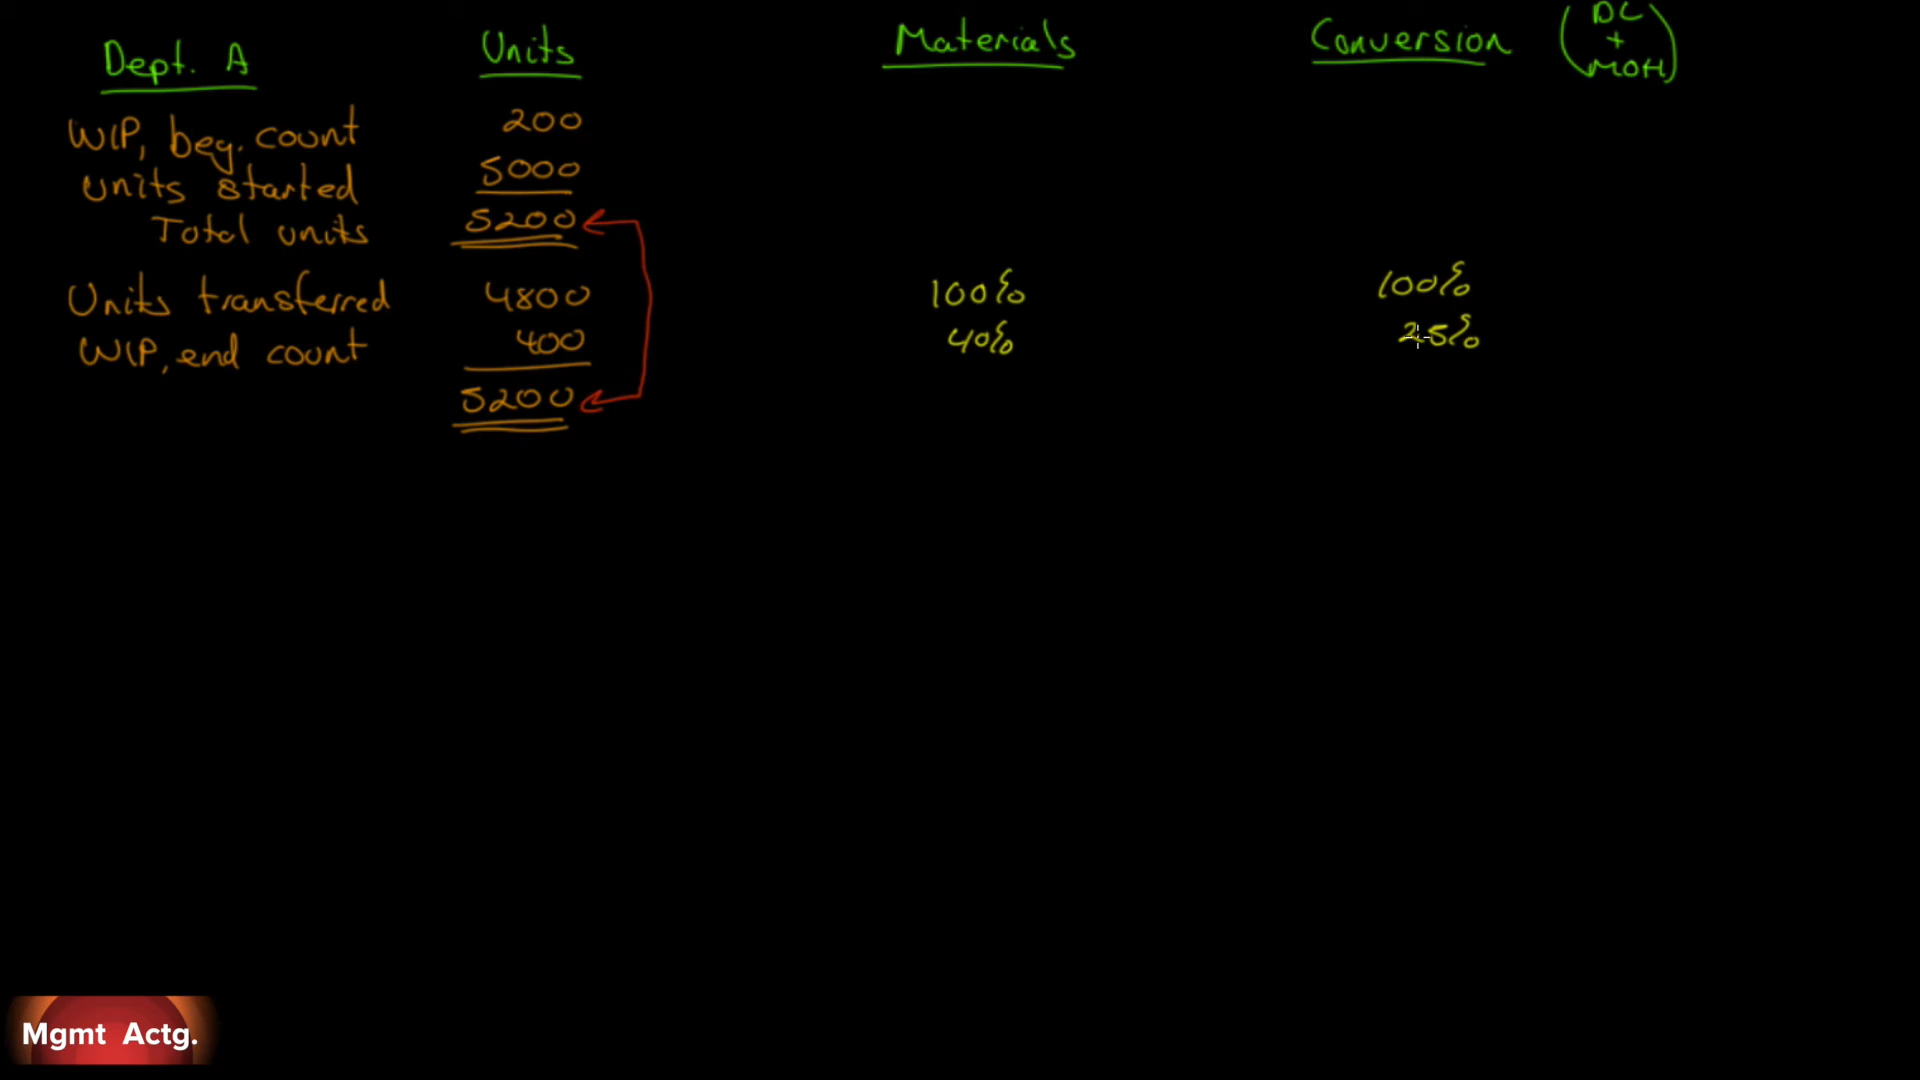 Dept. A Units Materials Conversion (DL + MOH)
WIP, beg. count 200
Units started 5000
Total units 5200
Units transferred 4800 100% 100%
WIP, end count 400 40% 25%
5200
Mgmt Actg.